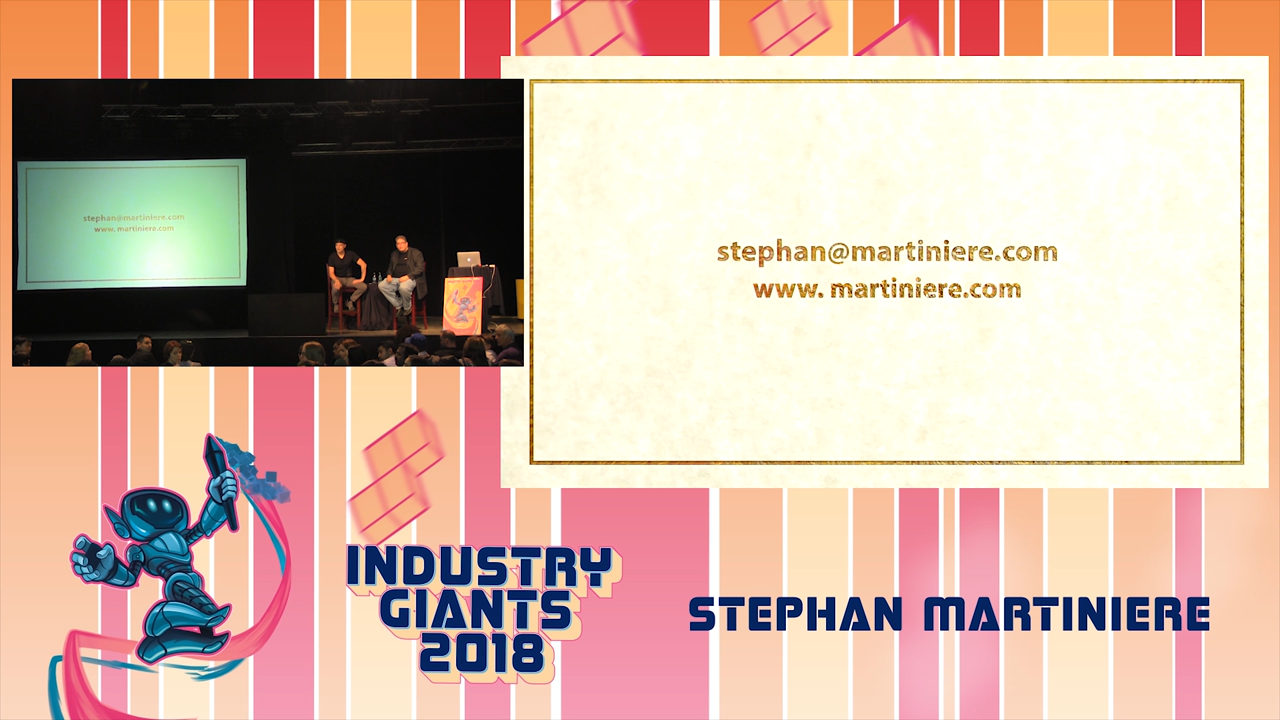 stephan@martiniere.com
www. martiniere.com
stephan@martiniere.com
www. martiniere.com
INDUSTRY
GIANTS
2018
STEPHAN MARTINIERE